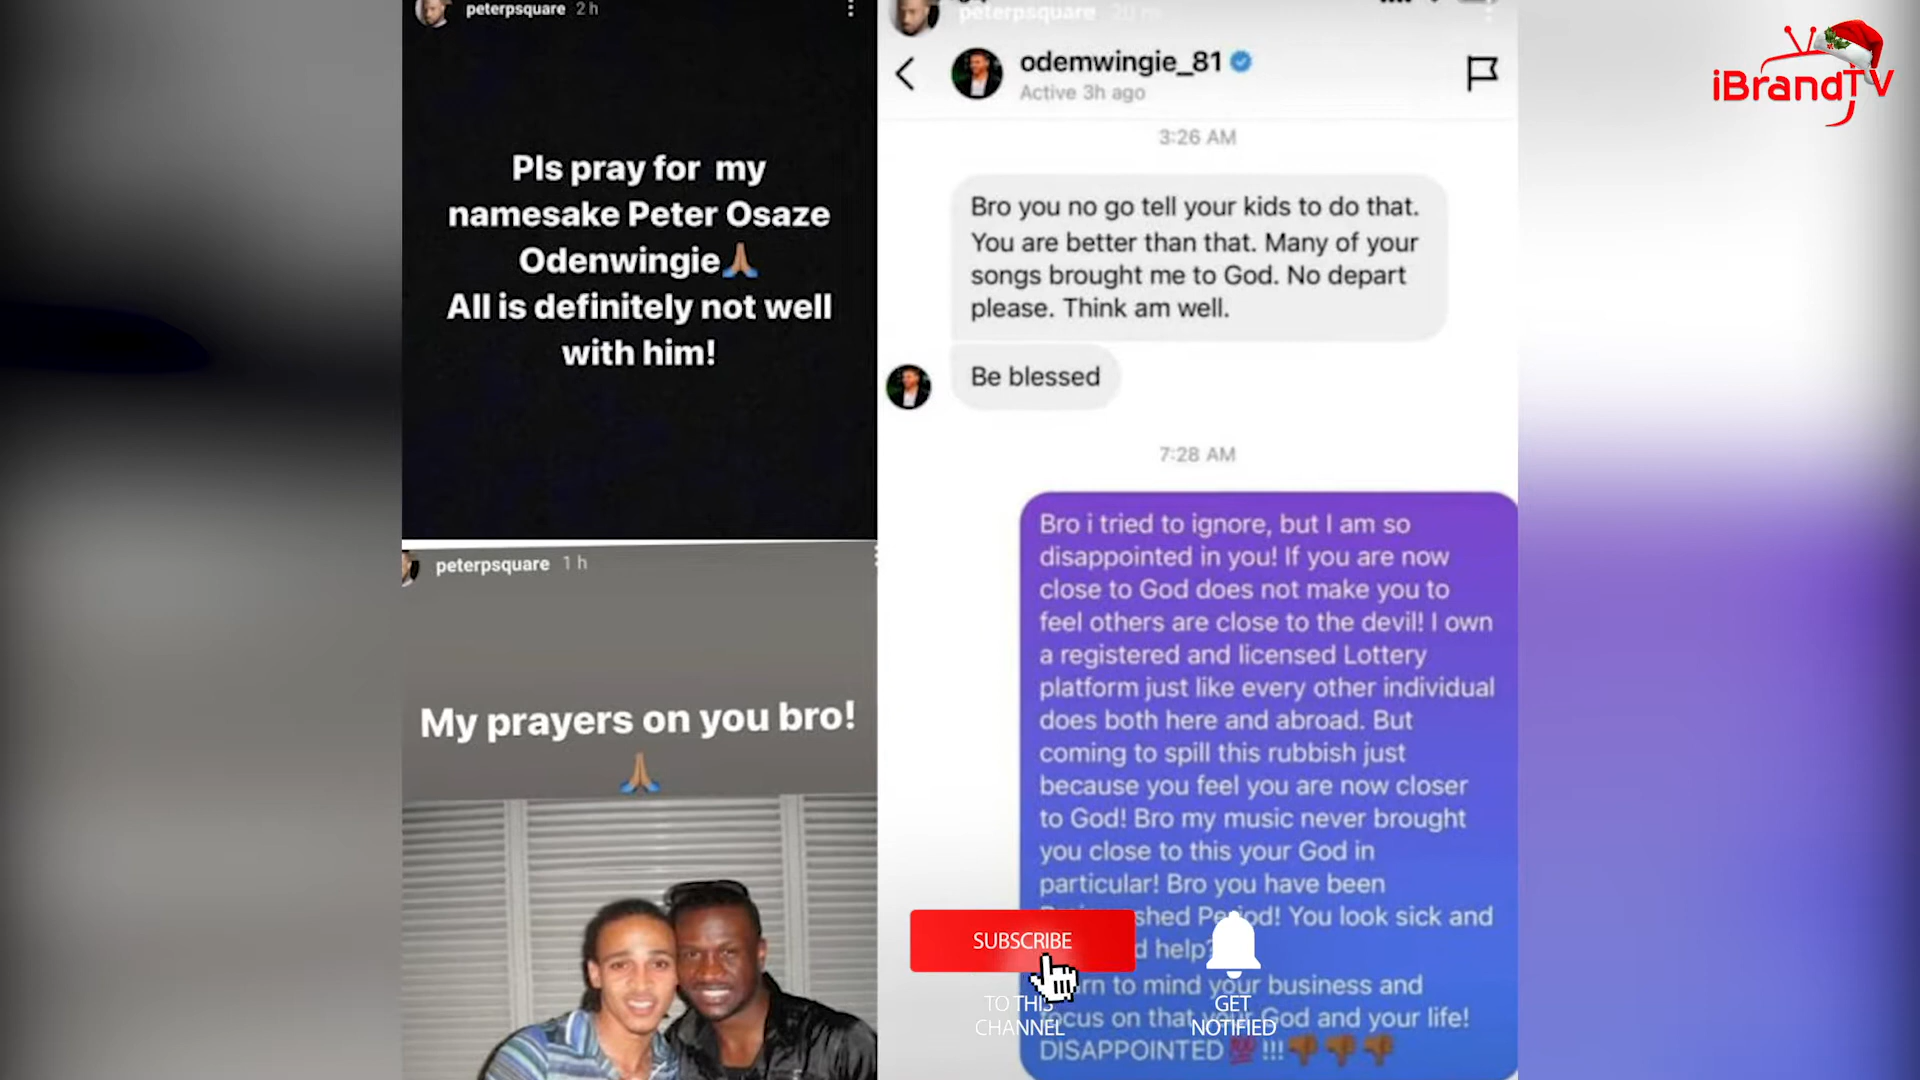 peterpsquare 2 h
Pls pray for my
namesake Peter Osaze
Odenwingie🙏🏽
All is definitely not well
with him!
peterpsquare 1 h
My prayers on you bro!
🙏🏽
peterpsquare
odemwingie_81
Active 3h ago
3:26 AM
Bro you no go tell your kids to do that.
You are better than that. Many of your
songs brought me to God. No depart
please. Think am well.
Be blessed
7:28 AM
Bro i tried to ignore, but I am so
disappointed in you! If you are now
close to God does not make you to
feel others are close to the devil! I own
a registered and licensed Lottery
platform just like every other individual
does both here and abroad. But
coming to spill this rubbish just
because you feel you are now closer
to God! Bro my music never brought
you close to this your God in
particular! Bro you have been
Period! You look sick and
help?
to mind your business and
that your God and your life!
DISAPPOINTED 💯 !!!👎🏾👎🏾👎🏾
SUBSCRIBE
TO THIS
CHANNEL
GET
NOTIFIED
iBrandTV